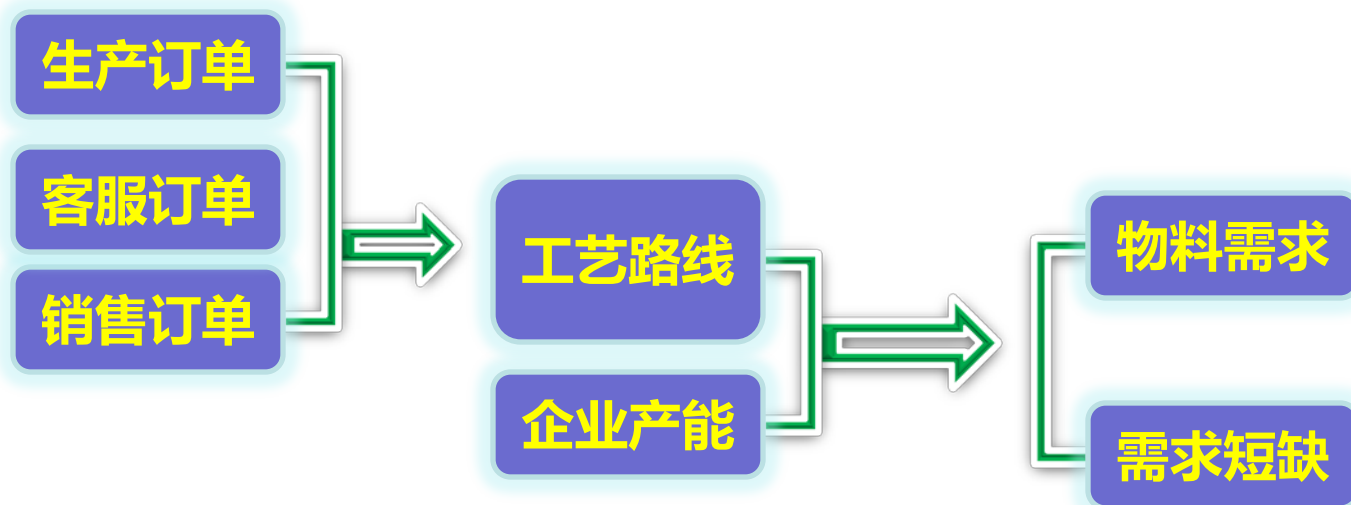 生产订单
客服订单
销售订单
工艺路线
企业产能
物料需求
需求短缺